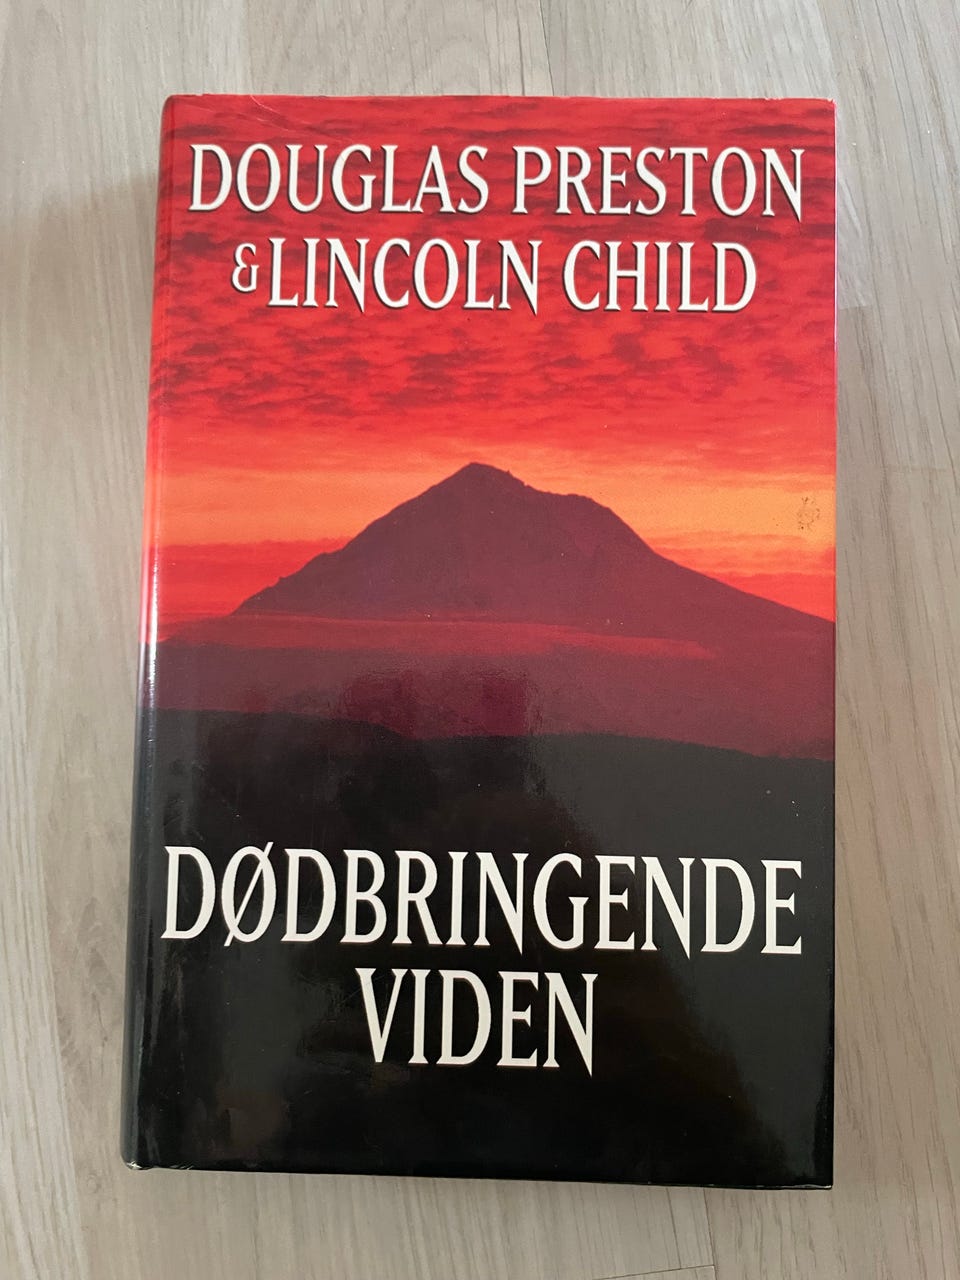 DOUGLAS PRESTON
& LINCOLN CHILD
DØDBRINGENDE
VIDEN